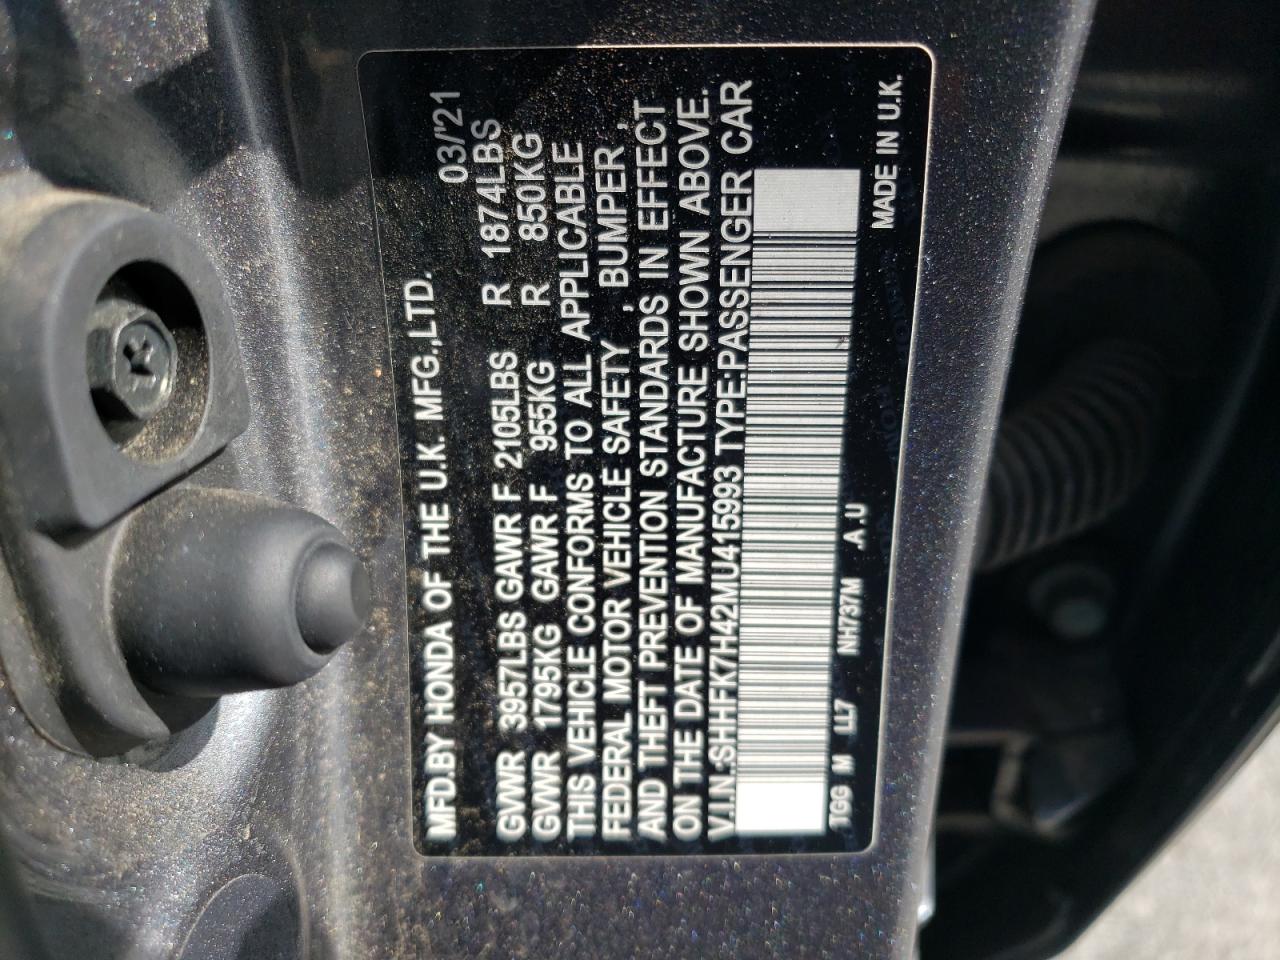 MFD.BY HONDA OF THE U.K. MFG.,LTD. 03/'21
GVWR 3957LBS GAWR F 2105LBS R 1874LBS
GVWR 1795KG GAWR F 955KG R 850KG
THIS VEHICLE CONFORMS TO ALL APPLICABLE
FEDERAL MOTOR VEHICLE SAFETY , BUMPER ,
AND THEFT PREVENTION STANDARDS IN EFFECT
ON THE DATE OF MANUFACTURE SHOWN ABOVE.
V.I.N.:SHHFK7H42MU415993 TYPE:PASSENGER CAR
TGG M LL7 NH737M .A.U MADE IN U.K.